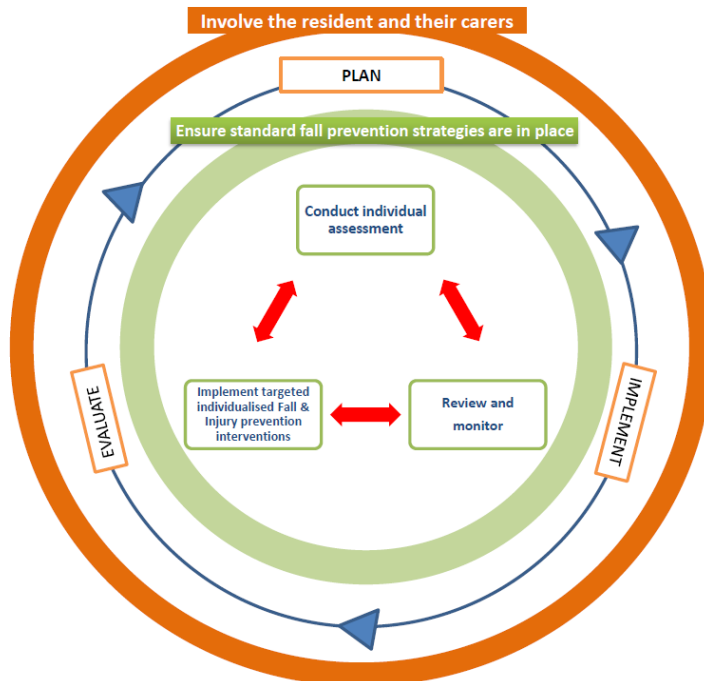 Involve the resident and their carers
PLAN
Ensure standard fall prevention strategies are in place
Conduct individual
assessment
Implement targeted
individualised Fall &
Injury prevention
interventions
Review and
monitor
EVALUATE
IMPLEMENT